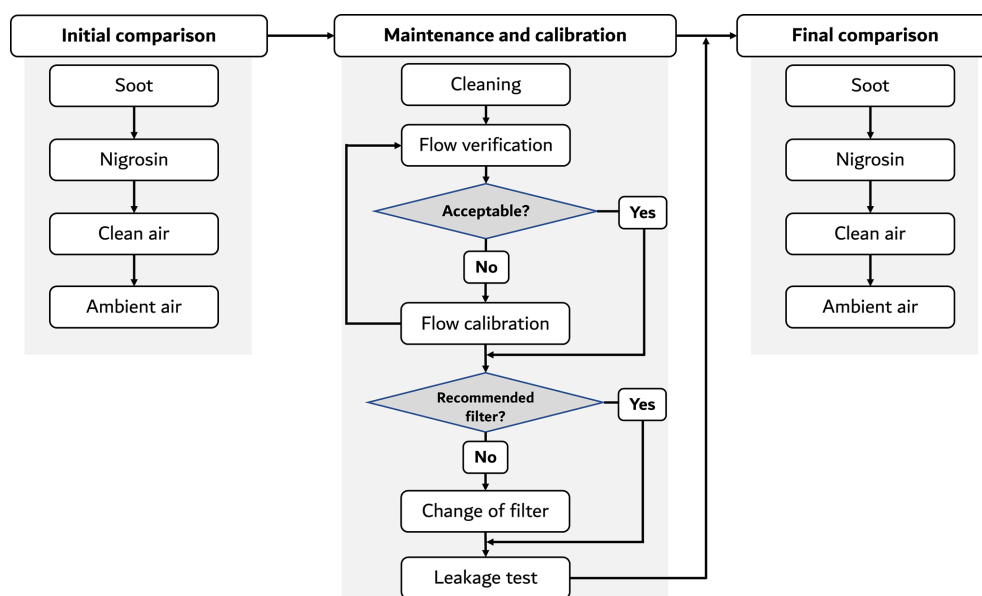 Initial comparison
Soot
Nigrosin
Clean air
Ambient air
Maintenance and calibration
Cleaning
Flow verification
Acceptable?
Yes
No
Flow calibration
Recommended
filter?
Yes
No
Change of filter
Leakage test
Final comparison
Soot
Nigrosin
Clean air
Ambient air